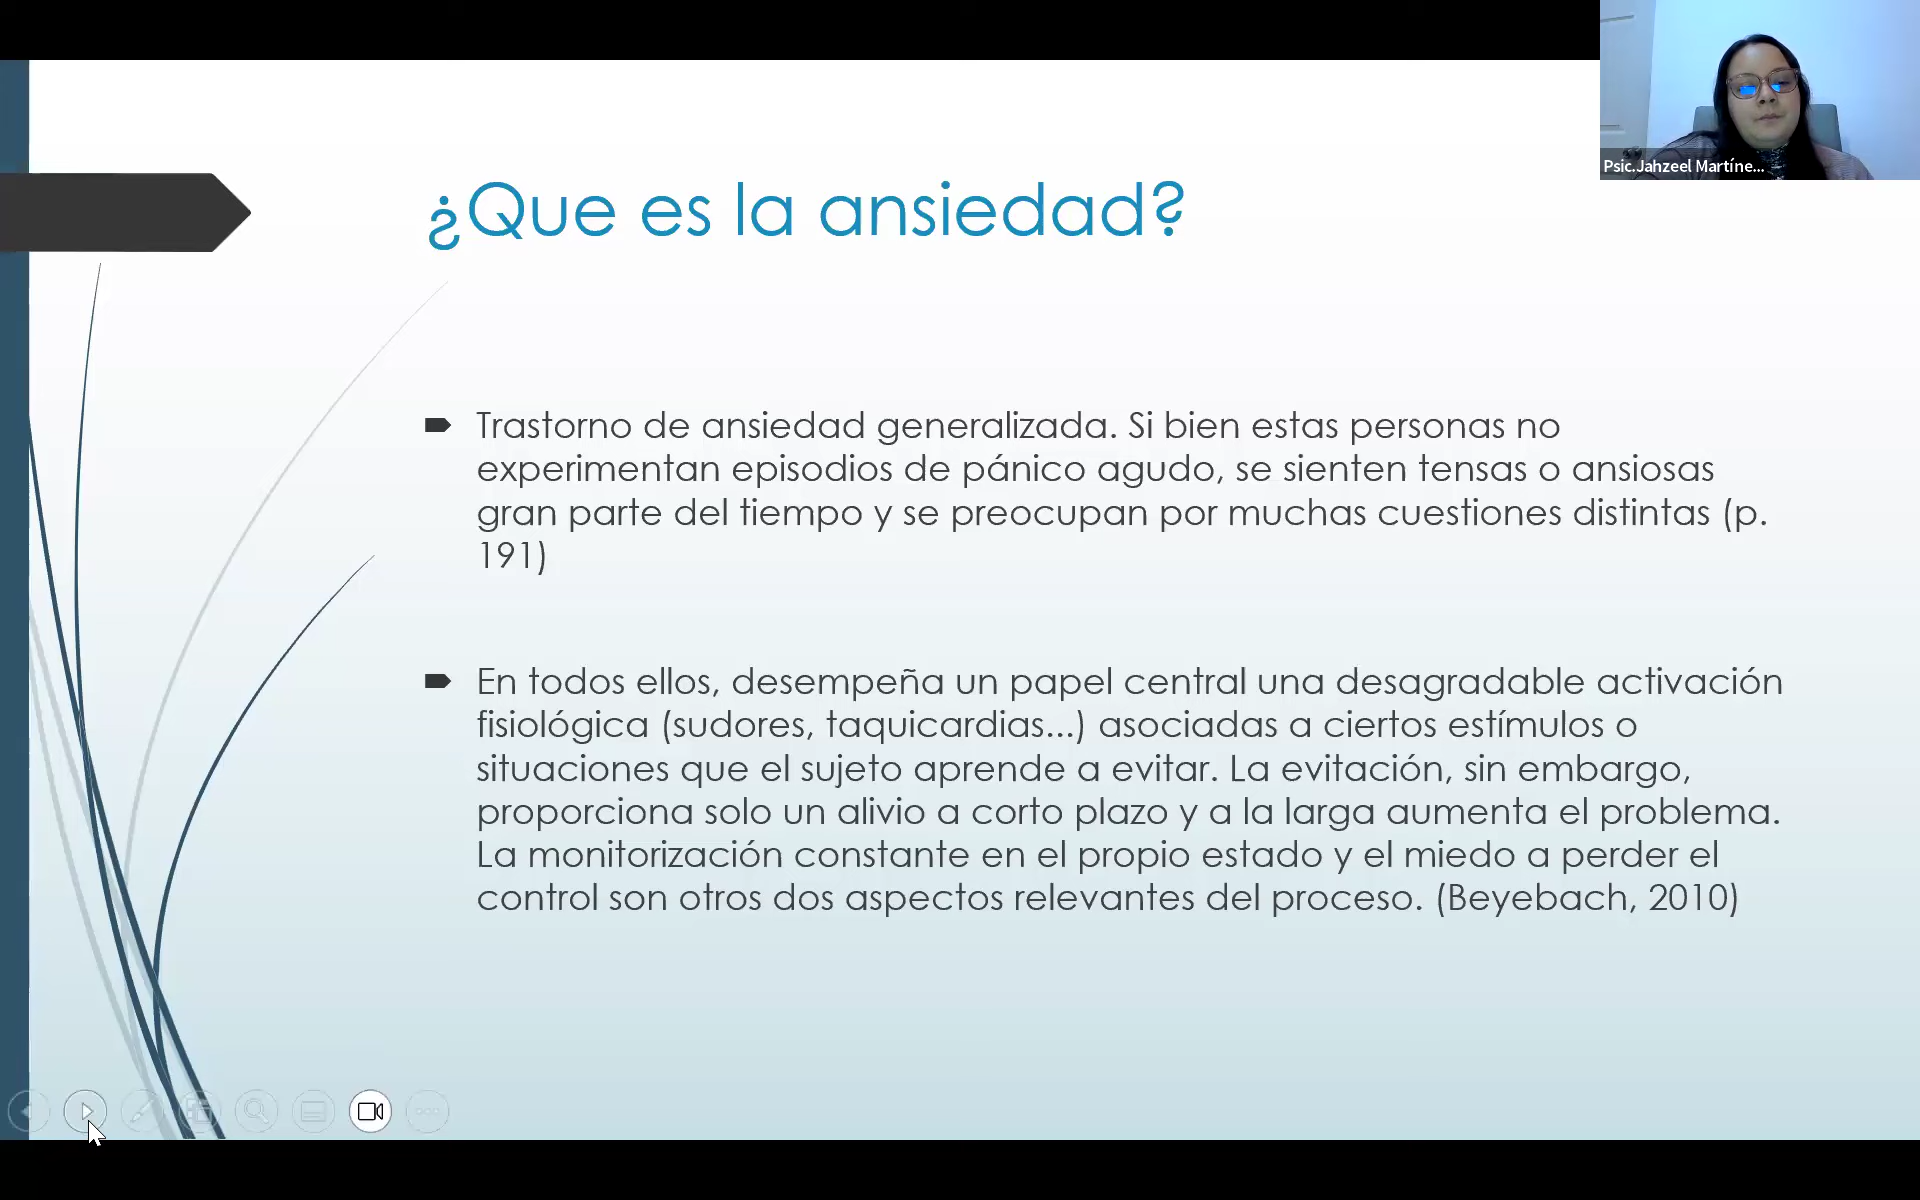 Psic.Jahzeel Martíne...
¿Que es la ansiedad?
Trastorno de ansiedad generalizada. Si bien estas personas no
experimentan episodios de pánico agudo, se sienten tensas o ansiosas
gran parte del tiempo y se preocupan por muchas cuestiones distintas (p.
191)
En todos ellos, desempeña un papel central una desagradable activación
fisiológica (sudores, taquicardias...) asociadas a ciertos estímulos o
situaciones que el sujeto aprende a evitar. La evitación, sin embargo,
proporciona solo un alivio a corto plazo y a la larga aumenta el problema.
La monitorización constante en el propio estado y el miedo a perder el
control son otros dos aspectos relevantes del proceso. (Beyebach, 2010)